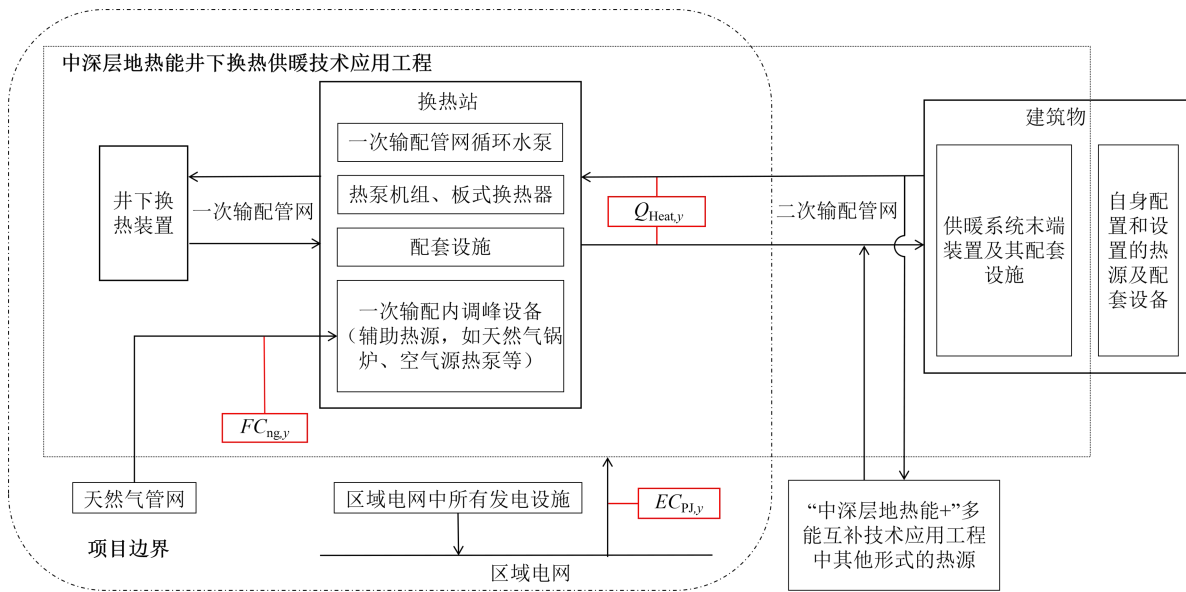 中深层地热能井下换热供暖技术应用工程
换热站
一次输配管网循环水泵
热泵机组、板式换热器
配套设施
一次输配内调峰设备
（辅助热源，如天然气锅
炉、空气源热泵等）
井下换
热装置
一次输配管网
Q_Heat,y
二次输配管网
建筑物
供暖系统末端
装置及其配套
设施
自身配
置和设
置的热
源及配
套设备
FC_ng,y
天然气管网
区域电网中所有发电设施
EC_PJ,y
“中深层地热能+”多
能互补技术应用工程
中其他形式的热源
项目边界
区域电网